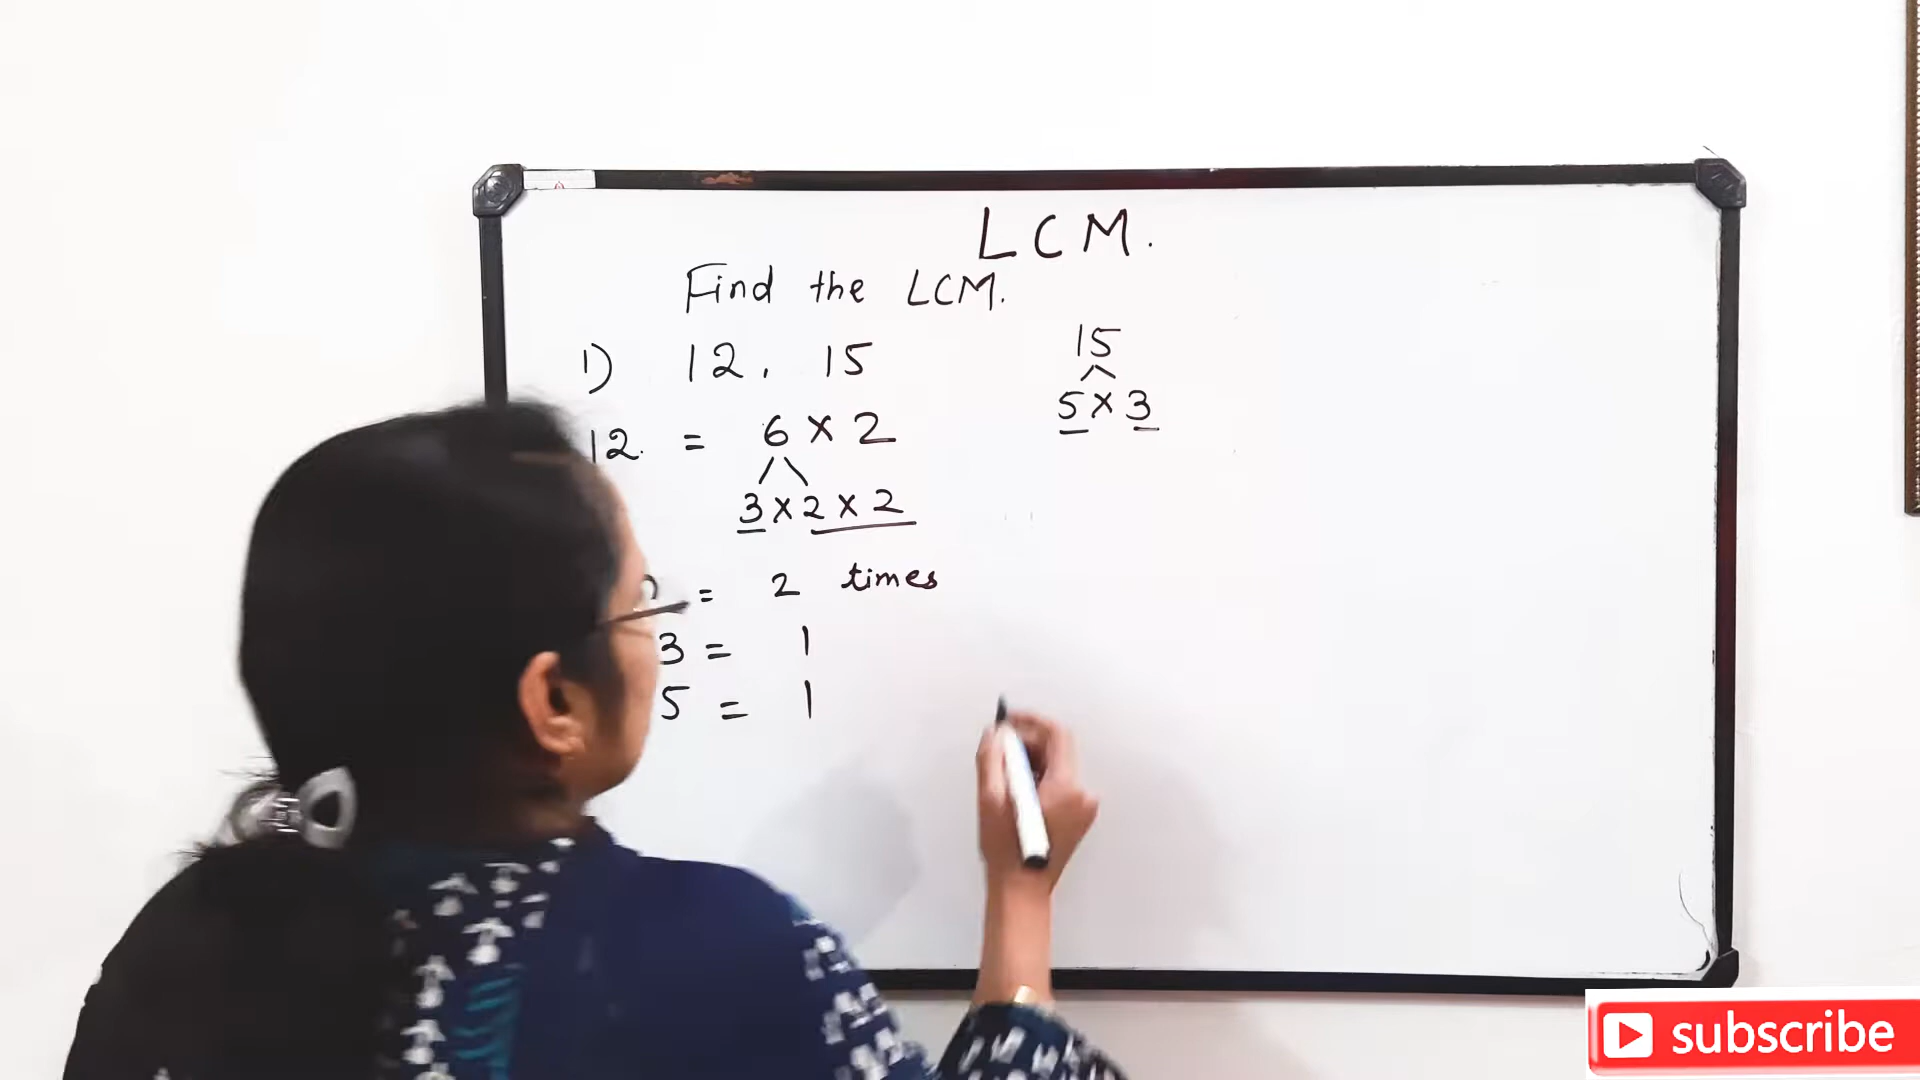 LCM.
Find the LCM.
1) 12, 15
12. = 6 × 2
3 × 2 × 2
15
5 × 3
= 2 times
3 = 1
5 = 1
subscribe